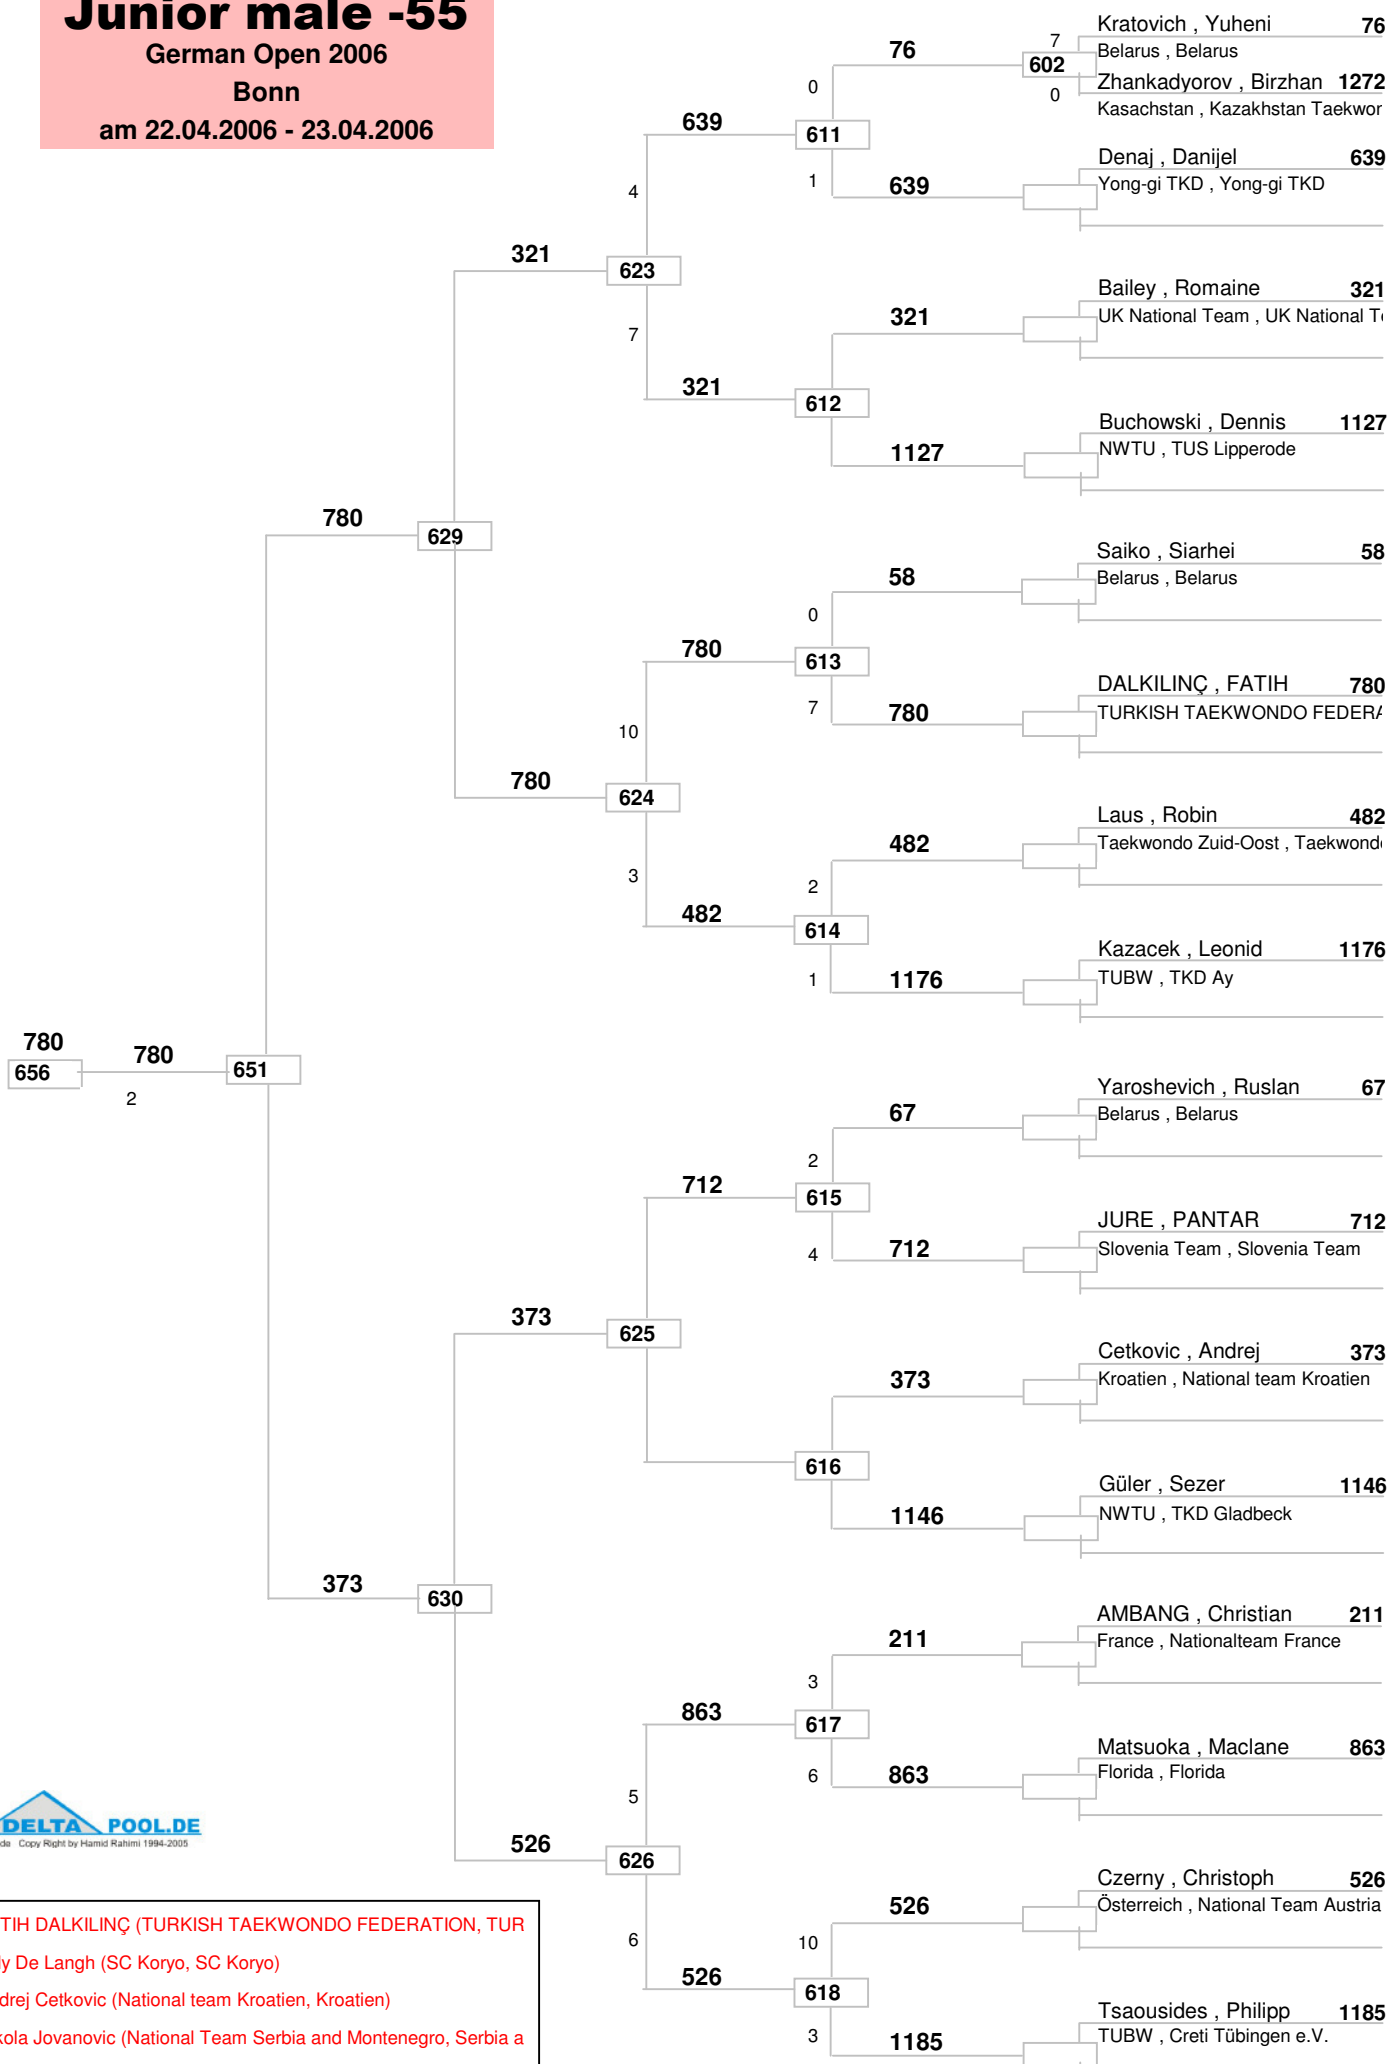 Junior male -55
German Open 2006
Bonn
am 22.04.2006 - 23.04.2006
Kratovich , Yuheni 76
7
Belarus , Belarus
76
602
0
Zhankadyorov , Birzhan 1272
0
Kasachstan , Kazakhstan
639
611
Denaj , Danijel 639
1
639
Yong-gi TKD , Yong-gi TKD
4
321
623
Bailey , Romaine 321
321
UK National Team , UK National
7
321
612
Buchowski , Dennis 1127
1127
NWTU , TUS Lipperode
780
629
Saiko , Siarhei 58
58
Belarus , Belarus
0
780
613
DALKILINÇ , FATIH 780
7
780
TURKISH TAEKWONDO
10
780
624
Laus , Robin 482
482
Taekwondo Zuid-Oost ,
3
2
482
614
Kazacek , Leonid 1176
1
1176
TUBW , TKD Ay
780
780
656
651
2
Yaroshevich , Ruslan 67
67
Belarus , Belarus
2
712
615
JURE , PANTAR 712
4
712
Slovenia Team , Slovenia Team
373
625
Cetkovic , Andrej 373
373
Kroatien , National team Kroatien
616
Güler , Sezer 1146
1146
NWTU , TKD Gladbeck
373
630
AMBANG , Christian 211
211
France , Nationalteam France
3
863
617
Matsuoka , Maclane 863
6
863
Florida , Florida
5
DELTA POOL.DE
de Copy Right by Hamid Rahimi 1994-2005
526
626
Czerny , Christoph 526
526
Österreich , National Team Austria
6
10
526
618
Tsaousides , Philipp 1185
3
1185
TUBW , Creti Tübingen e.V.
TIH DALKILINÇ (TURKISH TAEKWONDO FEDERATION, TUR
ly De Langh (SC Koryo, SC Koryo)
drej Cetkovic (National team Kroatien, Kroatien)
kola Jovanovic (National Team Serbia and Montenegro, Serbia a